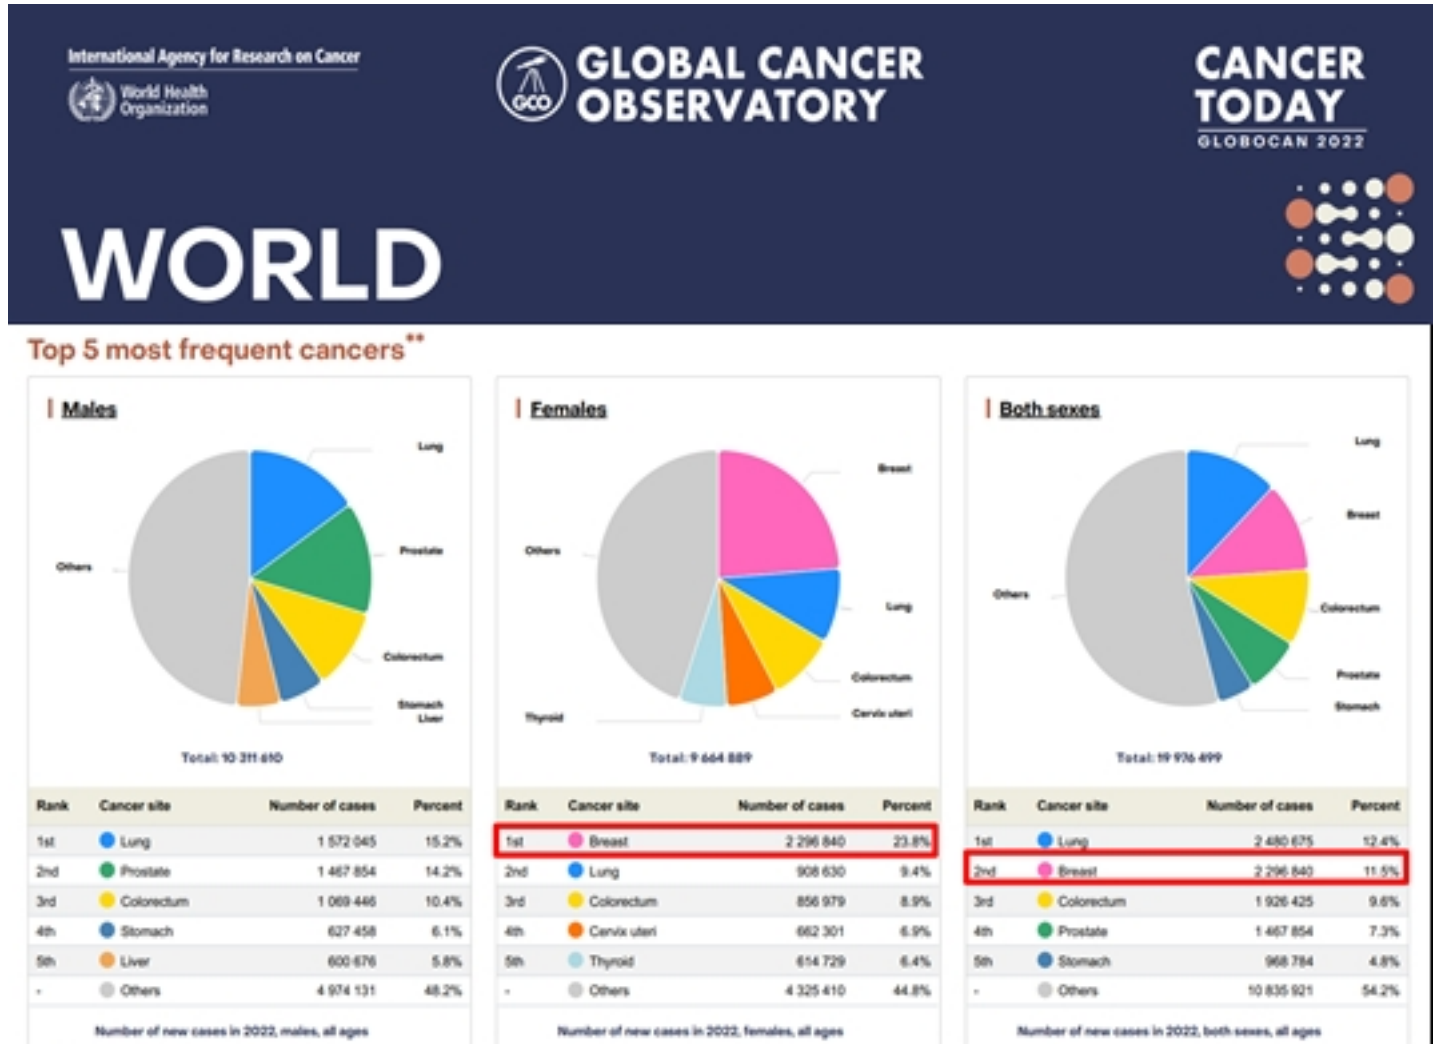 International Agency for Research on Cancer
World Health
Organization
GCO
GLOBAL CANCER
OBSERVATORY
CANCER
TODAY
GLOBOCAN 2022
WORLD
Top 5 most frequent cancers**
Males
Lung
Prostate
Colorectum
Stomach
Liver
Others
Total: 10 311 610
Rank Cancer site Number of cases Percent
1st Lung 1 572 045 15.2%
2nd Prostate 1 467 854 14.2%
3rd Colorectum 1 069 446 10.4%
4th Stomach 627 458 6.1%
5th Liver 600 676 5.8%
- Others 4 974 131 48.2%
Number of new cases in 2022, males, all ages
Females
Breast
Lung
Colorectum
Cervix uteri
Thyroid
Others
Total: 9 664 889
Rank Cancer site Number of cases Percent
1st Breast 2 296 840 23.8%
2nd Lung 908 630 9.4%
3rd Colorectum 856 979 8.9%
4th Cervix uteri 662 301 6.9%
5th Thyroid 614 729 6.4%
- Others 4 325 410 44.8%
Number of new cases in 2022, females, all ages
Both sexes
Lung
Breast
Colorectum
Prostate
Stomach
Others
Total: 19 976 499
Rank Cancer site Number of cases Percent
1st Lung 2 480 675 12.4%
2nd Breast 2 296 840 11.5%
3rd Colorectum 1 926 425 9.6%
4th Prostate 1 467 854 7.3%
5th Stomach 968 784 4.8%
- Others 10 835 921 54.2%
Number of new cases in 2022, both sexes, all ages